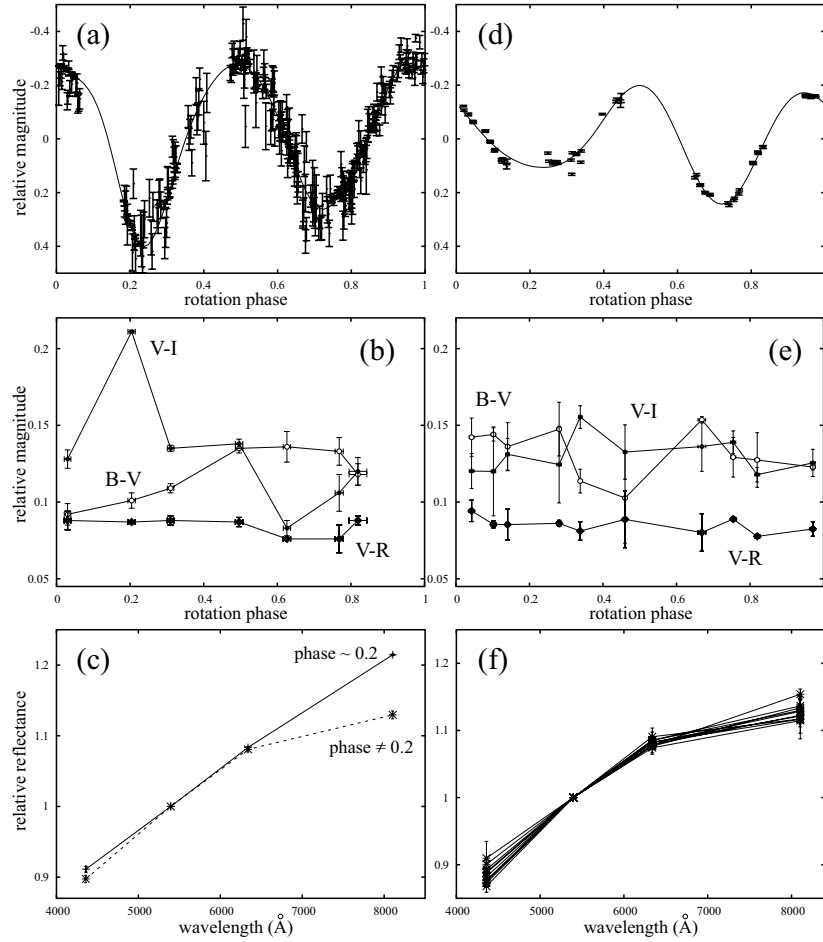 (a)
-0.4
-0.2
0
0.2
0.4
relative magnitude
0
0.2
0.4
0.6
0.8
1
rotation phase
(d)
-0.4
-0.2
0
0.2
0.4
relative magnitude
0
0.2
0.4
0.6
0.8
rotation phase
(b)
V-I
B-V
V-R
0.2
0.15
0.1
0.05
relative magnitude
0
0.2
0.4
0.6
0.8
1
rotation phase
(e)
B-V
V-I
V-R
0.2
0.15
0.1
0.05
relative magnitude
0
0.2
0.4
0.6
0.8
rotation phase
(c)
phase ~ 0.2
phase ≠ 0.2
1.2
1.1
1
0.9
relative reflectance
4000
5000
6000
7000
8000
wavelength (Å)
(f)
1.2
1.1
1
0.9
relative reflectance
4000
5000
6000
7000
8000
wavelength (Å)